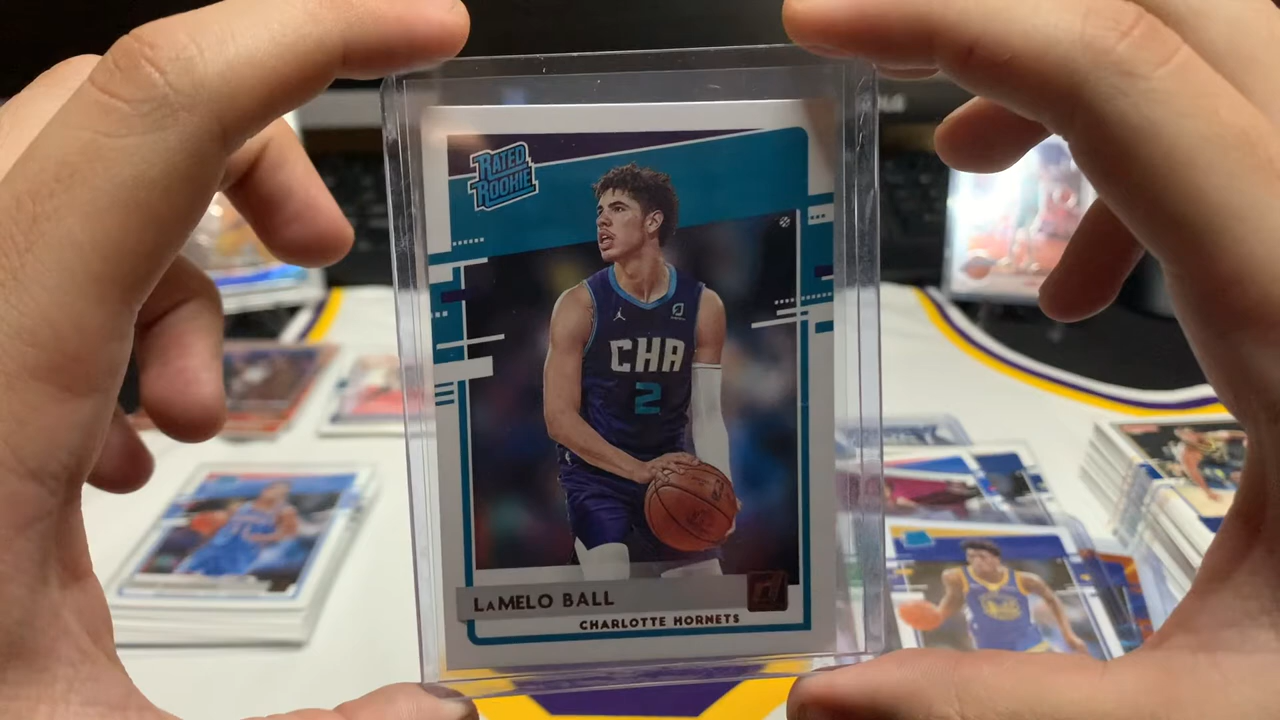 RATED
ROOKIE
CHA
2
LaMELO BALL
CHARLOTTE HORNETS